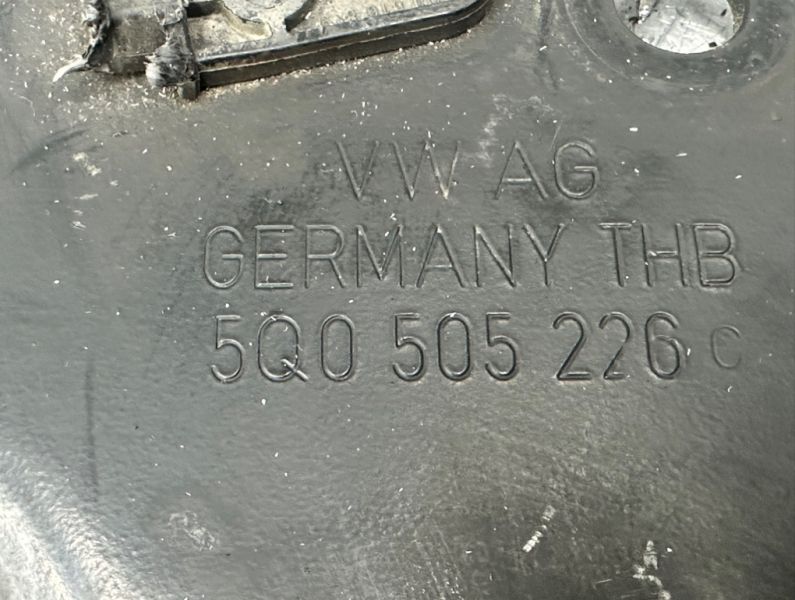 VW AG
GERMANY THB
5Q0 505 226 C